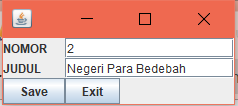 NOMOR 2
JUDUL Negeri Para Bedebah
Save Exit